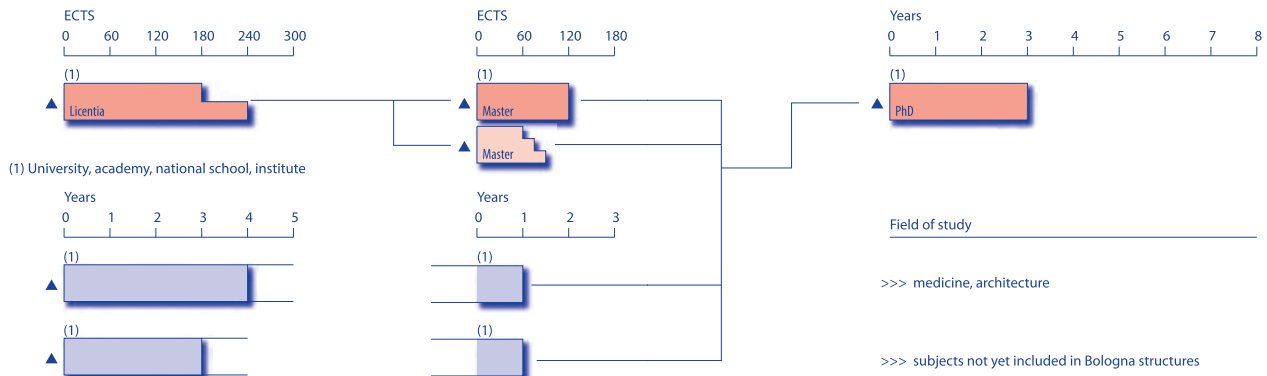 ECTS
0 60 120 180 240 300
(1)
Licentia
ECTS
0 60 120 180
(1)
Master
Master
Years
0 1 2 3 4 5 6 7 8
(1)
PhD
(1) University, academy, national school, institute
Years
0 1 2 3 4 5
(1)
(1)
Years
0 1 2 3
(1)
(1)
Field of study
>>> medicine, architecture
>>> subjects not yet included in Bologna structures